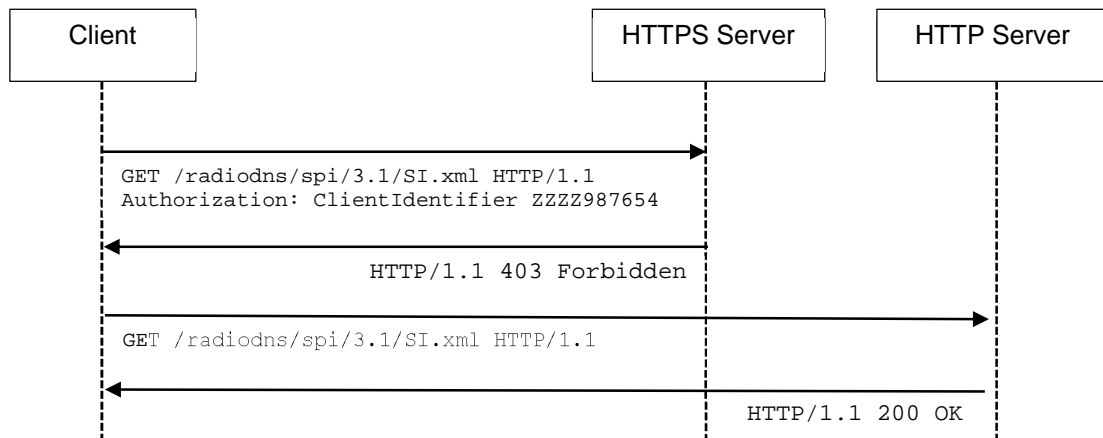 Client
HTTPS Server
HTTP Server
GET /radiodns/spi/3.1/SI.xml HTTP/1.1
Authorization: ClientIdentifier ZZZZ987654
HTTP/1.1 403 Forbidden
GET /radiodns/spi/3.1/SI.xml HTTP/1.1
HTTP/1.1 200 OK